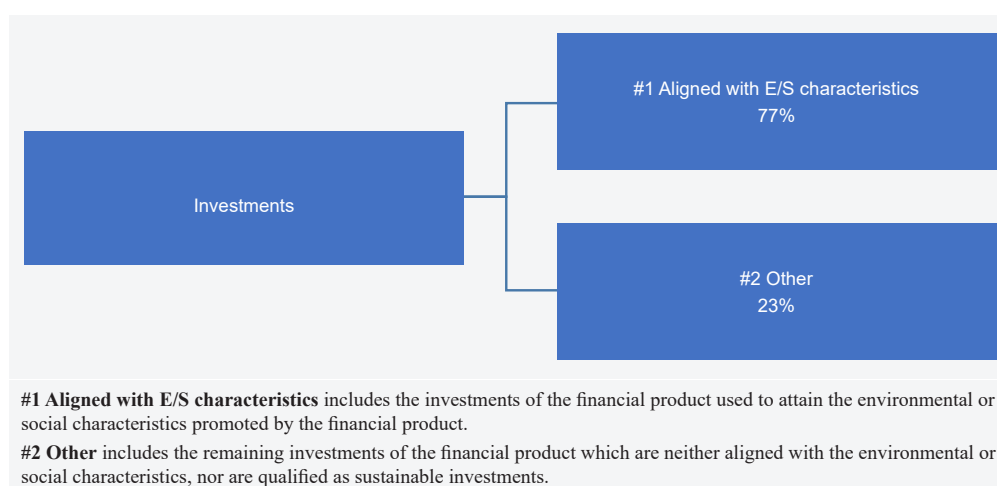 #1 Aligned with E/S characteristics
77%
Investments
#2 Other
23%
#1 Aligned with E/S characteristics includes the investments of the financial product used to attain the environmental or
social characteristics promoted by the financial product.
#2 Other includes the remaining investments of the financial product which are neither aligned with the environmental or
social characteristics, nor are qualified as sustainable investments.